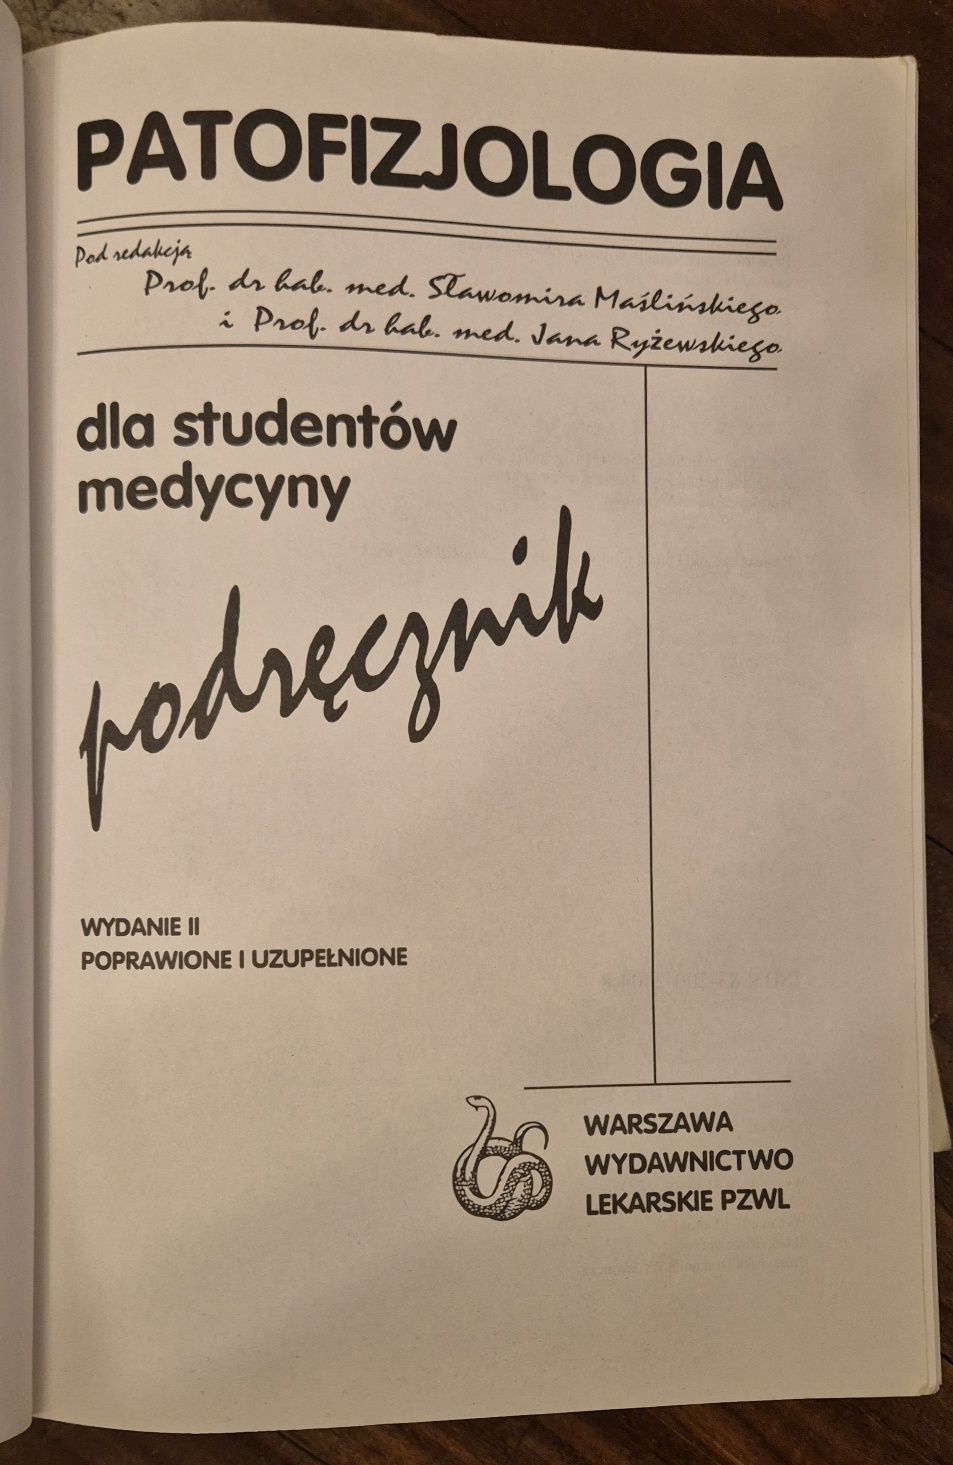 PATOFIZJOLOGIA
Pod redakcją
Prof. dr hab. med. Sławomira Maślińskiego
i Prof. dr hab. med. Jana Ryżewskiego
dla studentów
medycyny
podręcznik
WYDANIE II
POPRAWIONE I UZUPEŁNIONE
WARSZAWA
WYDAWNICTWO
LEKARSKIE PZWL